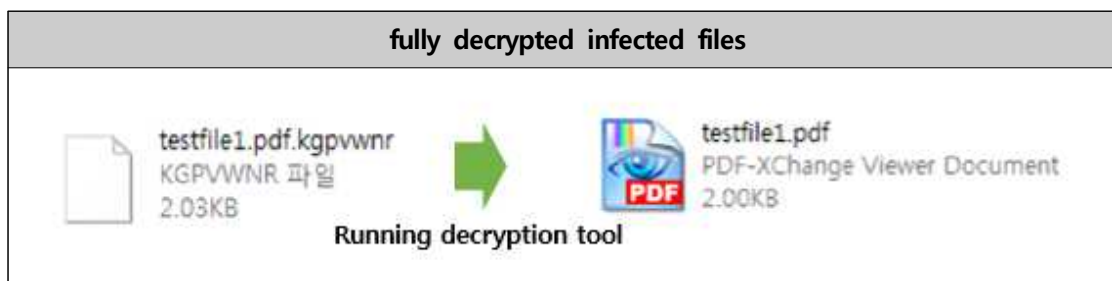 fully decrypted infected files
testfile1.pdf.kgpvwnr
KGPVWNR 파일
2.03KB
Running decryption tool
PDF
testfile1.pdf
PDF-XChange Viewer Document
2.00KB